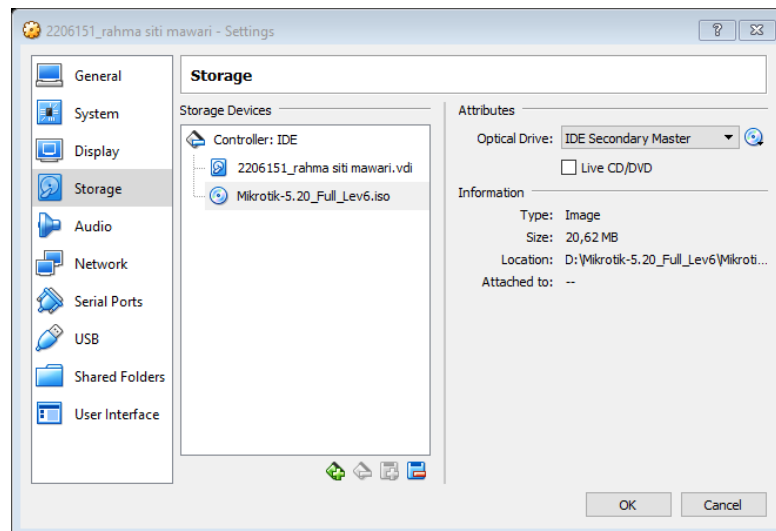 2206151_rahma siti mawari - Settings
?
General
System
Display
Storage
Audio
Network
Serial Ports
USB
Shared Folders
User Interface
Storage
Storage Devices
Controller: IDE
2206151_rahma siti mawari.vdi
Mikrotik-5.20_Full_Lev6.iso
Attributes
Optical Drive: IDE Secondary Master
Live CD/DVD
Information
Type: Image
Size: 20,62 MB
Location: D:\Mikrotik-5.20_Full_Lev6\Mikroti...
Attached to: --
OK Cancel